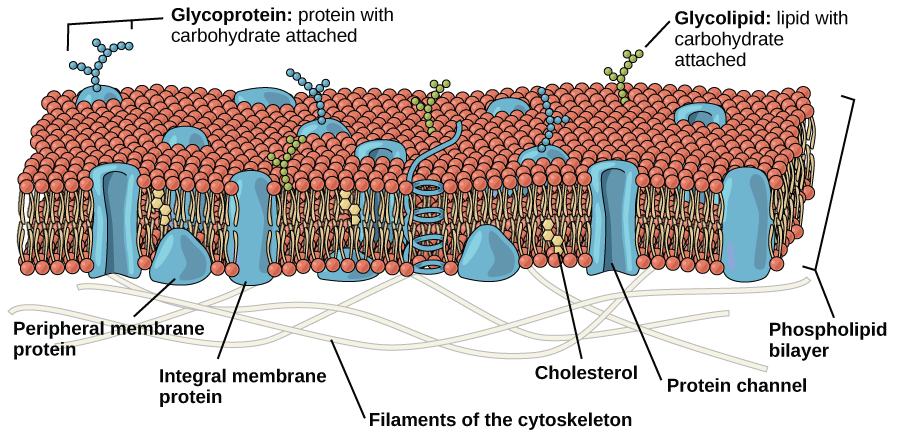 Glycoprotein: protein with
carbohydrate attached
Glycolipid: lipid with
carbohydrate
attached
Peripheral membrane
protein
Integral membrane
protein
Filaments of the cytoskeleton
Cholesterol
Protein channel
Phospholipid
bilayer